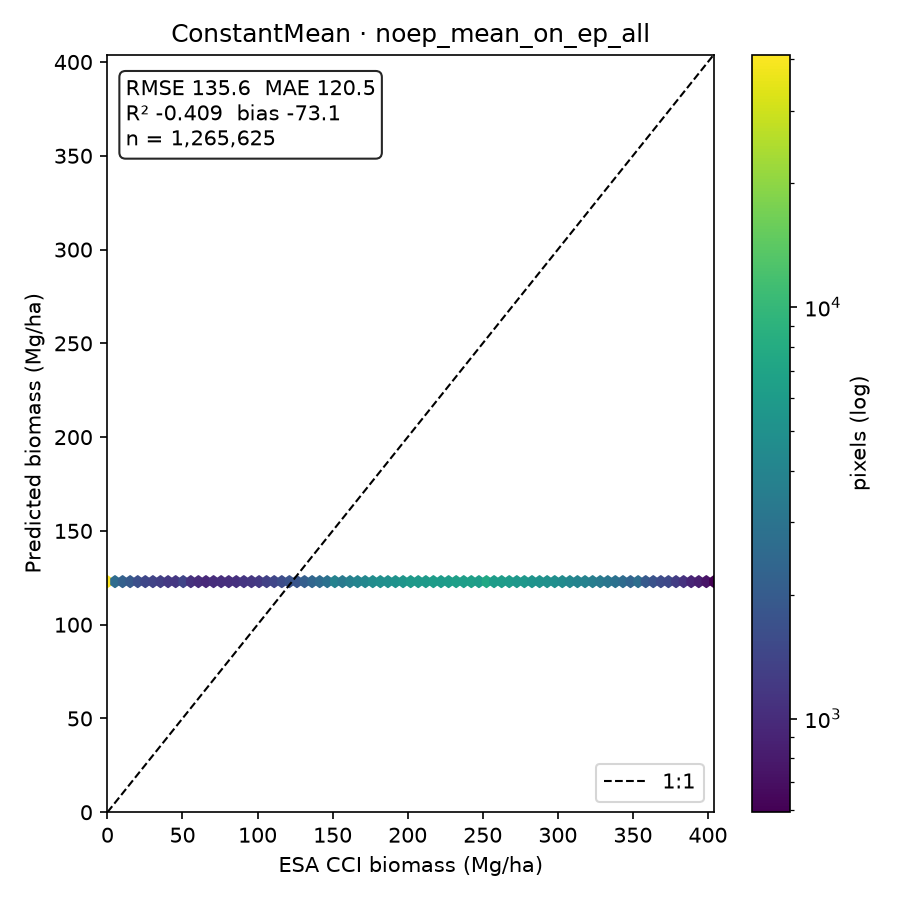 ConstantMean · noep_mean_on_ep_all
RMSE 135.6  MAE 120.5
R² -0.409  bias -73.1
n = 1,265,625
400
350
300
250
200
150
100
50
0
Predicted biomass (Mg/ha)
0 50 100 150 200 250 300 350 400
ESA CCI biomass (Mg/ha)
1:1
10⁴
10³
pixels (log)